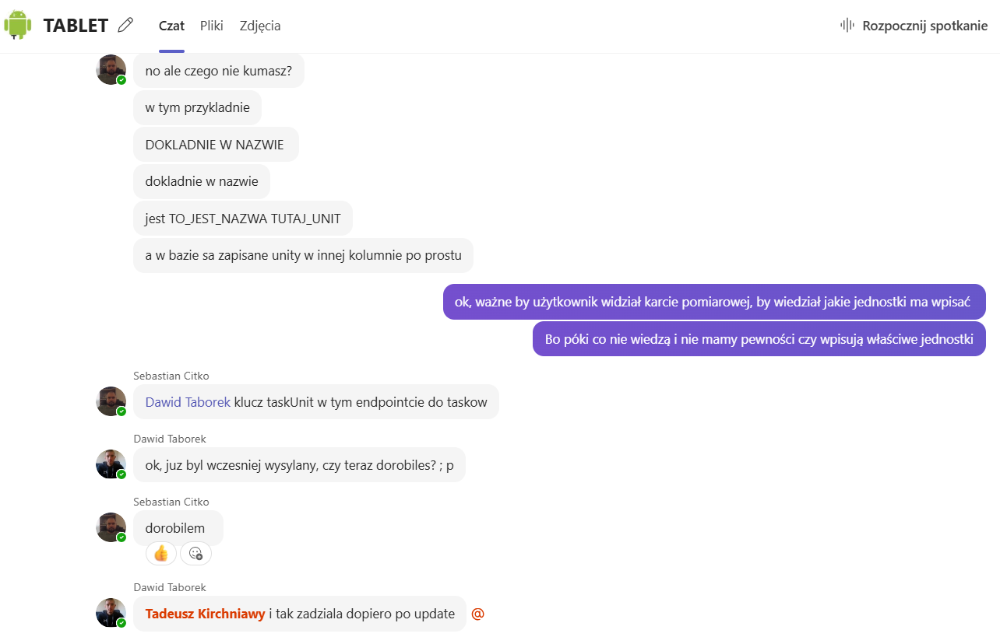 TABLET
Czat
Pliki
Zdjęcia
Rozpocznij spotkanie
no ale czego nie kumasz?
w tym przykladnie
DOKLADNIE W NAZWIE
dokladnie w nazwie
jest TO_JEST_NAZWA TUTAJ_UNIT
a w bazie sa zapisane unity w innej kolumnie po prostu
ok, ważne by użytkownik widział karcie pomiarowej, by wiedział jakie jednostki ma wpisać
Bo póki co nie wiedzą i nie mamy pewności czy wpisują właściwe jednostki
Sebastian Citko
Dawid Taborek klucz taskUnit w tym endpointcie do taskow
Dawid Taborek
ok, juz byl wczesniej wysylany, czy teraz dorobiles? ; p
Sebastian Citko
dorobilem
Dawid Taborek
Tadeusz Kirchniawy i tak zadziala dopiero po update @